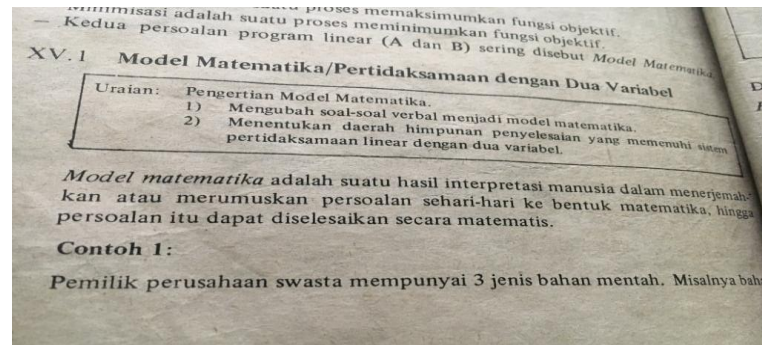 proses memaksimumkan fungsi objektif.
Minimisasi adalah suatu proses meminimumkan fungsi objektif.
— Kedua persoalan program linear (A dan B) sering disebut Model Matematika
XV.1 Model Matematika/Pertidaksamaan dengan Dua Variabel
Uraian: Pengertian Model Matematika.
1) Mengubah soal-soal verbal menjadi model matematika.
2) Menentukan daerah himpunan penyelesaian yang memenuhi sistem
pertidaksamaan linear dengan dua variabel.
Model matematika adalah suatu hasil interpretasi manusia dalam menerjemah-
kan atau merumuskan persoalan sehari-hari ke bentuk matematika, hingga
persoalan itu dapat diselesaikan secara matematis.
Contoh 1:
Pemilik perusahaan swasta mempunyai 3 jenis bahan mentah. Misalnya bah